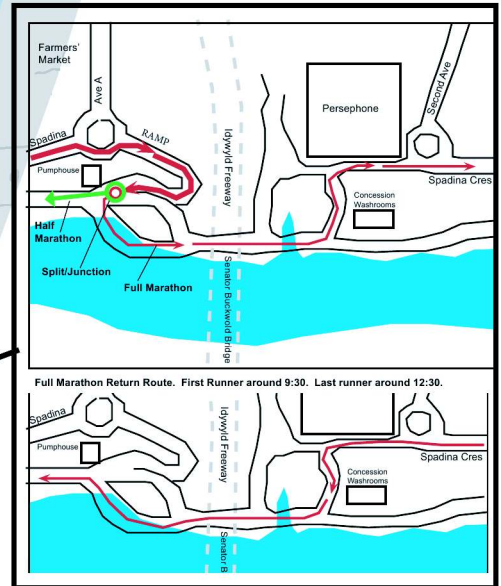 Farmers'
Market
Ave A
Spadina
RAMP
Pumphouse
Half
Marathon
Split/Junction
Full Marathon
Idywyld Freeway
Senator Buckwold Bridge
Persephone
Second Ave
Spadina Cres
Concession
Washrooms
Full Marathon Return Route. First Runner around 9:30. Last runner around 12:30.
Spadina
Pumphouse
Idywyld Freeway
Senator B
Spadina Cres
Concession
Washrooms